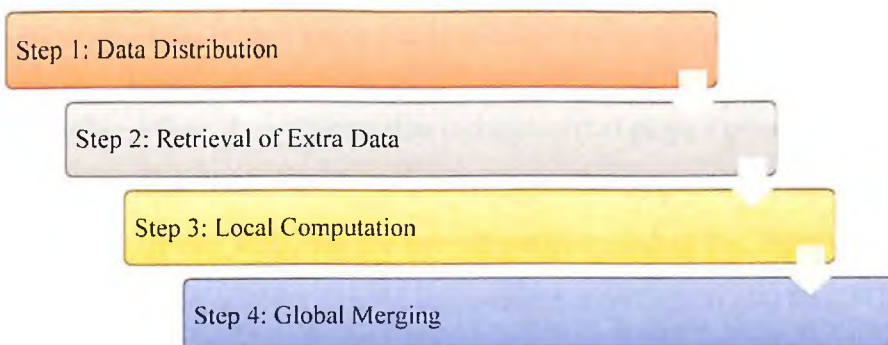 Step 1: Data Distribution
Step 2: Retrieval of Extra Data
Step 3: Local Computation
Step 4: Global Merging